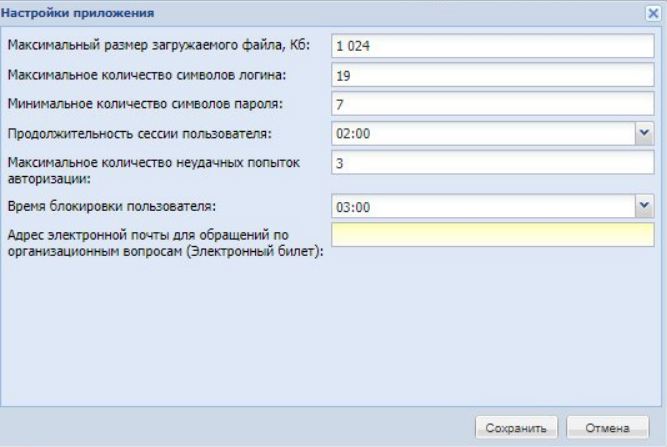 Настройки приложения
Максимальный размер загружаемого файла, Кб:
1 024
Максимальное количество символов логина:
19
Минимальное количество символов пароля:
7
Продолжительность сессии пользователя:
02:00
Максимальное количество неудачных попыток
авторизации:
3
Время блокировки пользователя:
03:00
Адрес электронной почты для обращений по
организационным вопросам (Электронный билет):
Сохранить
Отмена